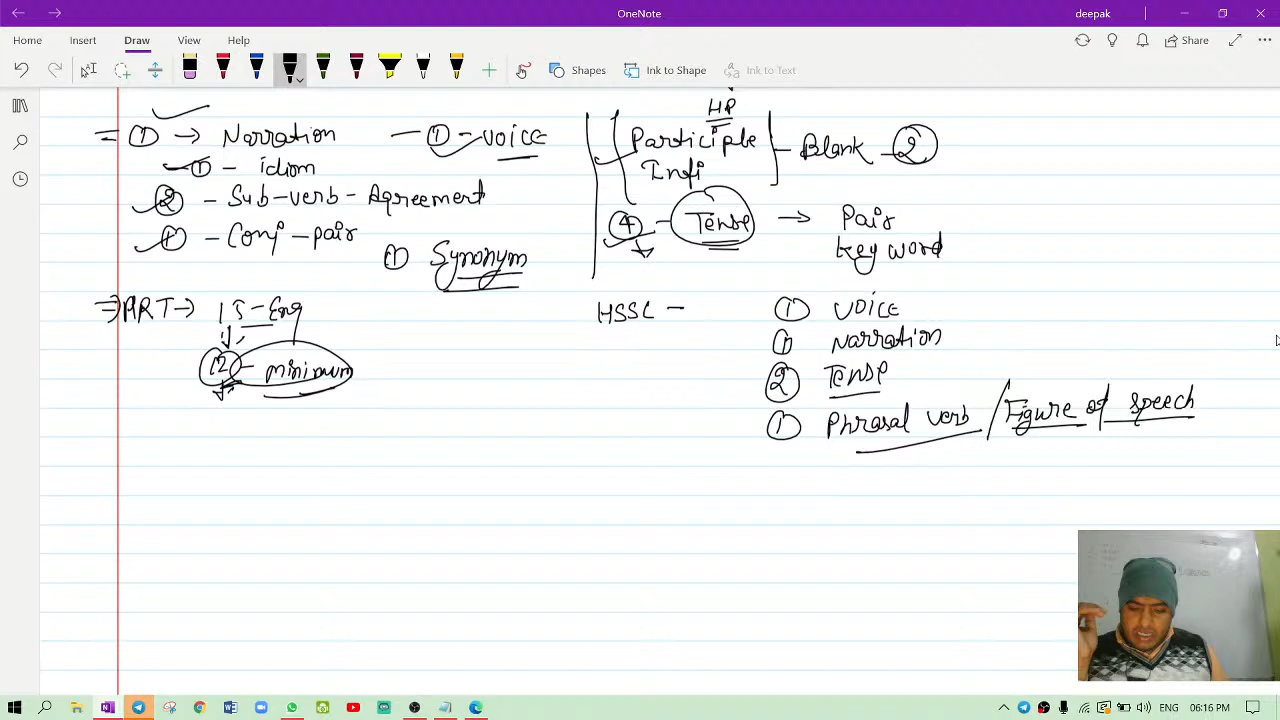 OneNote
deepak
Home Insert Draw View Help
Share
Shapes
Ink to Shape
Ink to Text
HP
= ① → Narration — ① - voice
Participle
Infi
Blank - ②
① - idiom
② - Sub-verb-Agreement
④ - Tense → Pair
Key word
① - Conj - pair
① Synonym
⇒ PRT → 15 - Eng
12 - minimum
HSSC - ① voice
① Narration
② Tense
① Phrasal verb / Figure of speech
ENG 06:16 PM